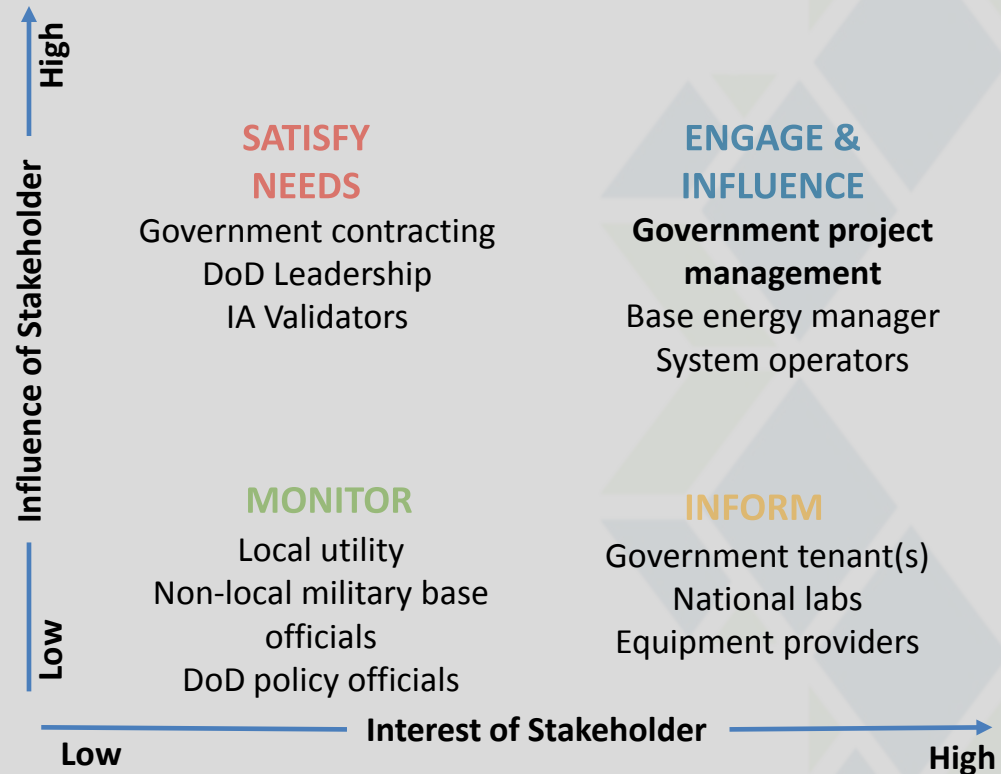 High
Influence of Stakeholder
Low
SATISFY
NEEDS
Government contracting
DoD Leadership
IA Validators
ENGAGE &
INFLUENCE
Government project
management
Base energy manager
System operators
MONITOR
Local utility
Non-local military base
officials
DoD policy officials
INFORM
Government tenant(s)
National labs
Equipment providers
Interest of Stakeholder
Low
High